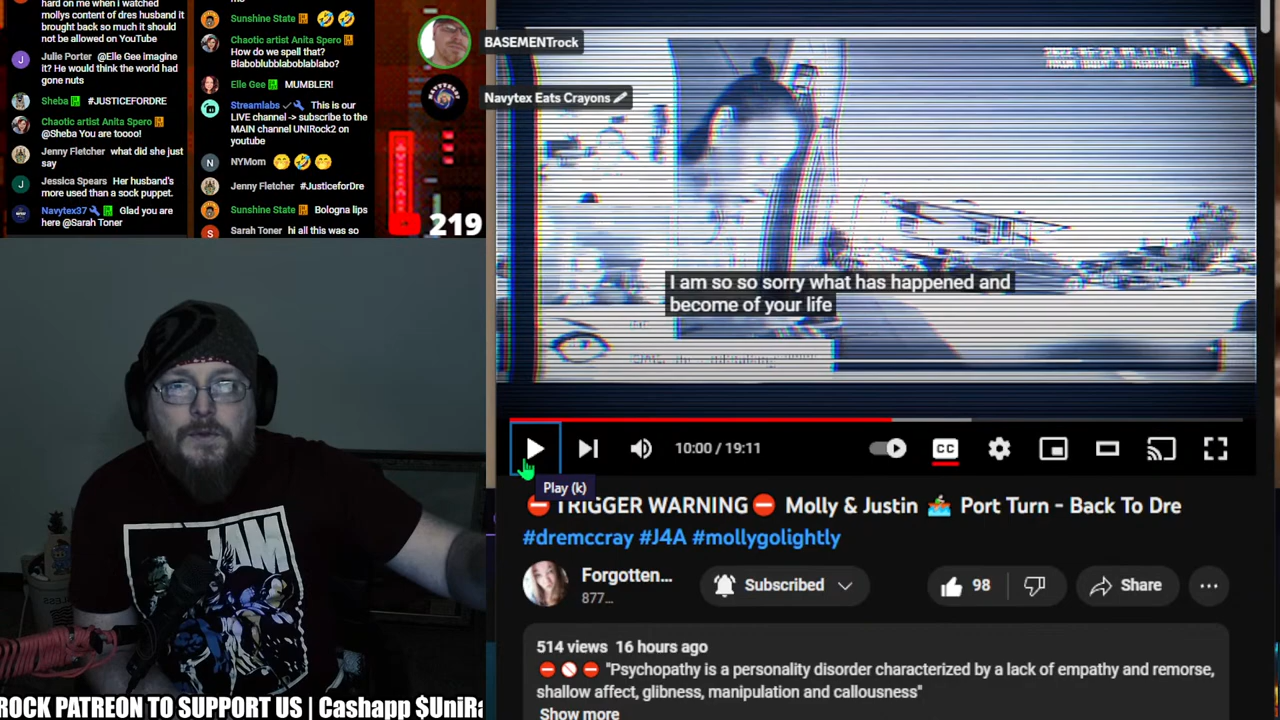 hard on me when I watched
mollys content of dres husband it
brought back so much it should
not be allowed on YouTube
Julie Porter @Elle Gee imagine
it? He would think the world had
gone nuts
Sheba #JUSTICEFORDRE
Chaotic artist Anita Spero
@Sheba You are toooo!
Jenny Fletcher what did she just
say
Jessica Spears Her husband's
more used than a sock puppet.
Navytex37 Glad you are
here @Sarah Toner
Sunshine State 🤣🤣
Chaotic artist Anita Spero
How do we spell that?
Blaboblubblabloblablabo?
Elle Gee MUMBLER!
Streamlabs This is our
LIVE channel -> subscribe to the
MAIN channel UNIRock2 on
youtube
NYMom 🤭🤣🤭
Jenny Fletcher #JusticeforDre
Sunshine State Bologna lips
Sarah Toner hi all this was so
219
BASEMENTrock
Navytex Eats Crayons
JAM
ROCK PATREON TO SUPPORT US | Cashapp $UniRa
I am so so sorry what has happened and
become of your life
10:00 / 19:11
CC
Play (k)
⛔TRIGGER WARNING⛔ Molly & Justin 🚣 Port Turn - Back To Dre
#dremccray #J4A #mollygolightly
Forgotten...
877...
Subscribed
98
Share
514 views 16 hours ago
⛔🚫⛔ "Psychopathy is a personality disorder characterized by a lack of empathy and remorse,
shallow affect, glibness, manipulation and callousness"
Show more